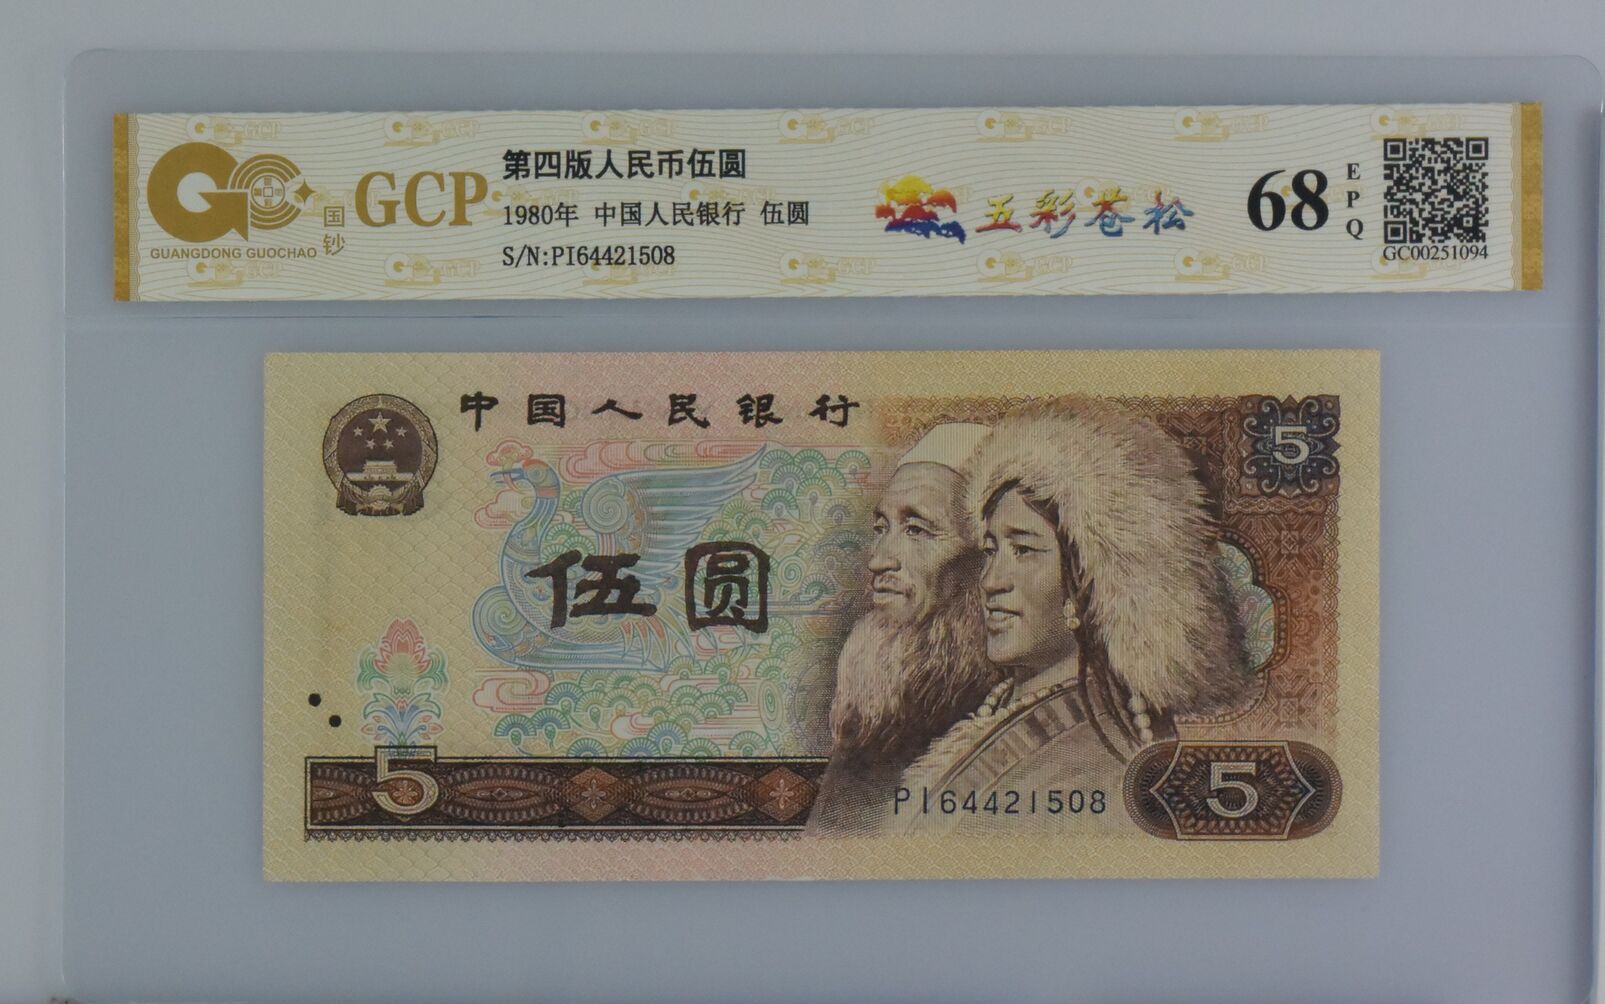 GCP
国钞
GUANGDONG GUOCHAO
第四版人民币伍圆
1980年 中国人民银行 伍圆
S/N:PI64421508
五彩苍松
68
EPQ
GC00251094
中国人民银行
5
伍圆
5
PI64421508
5